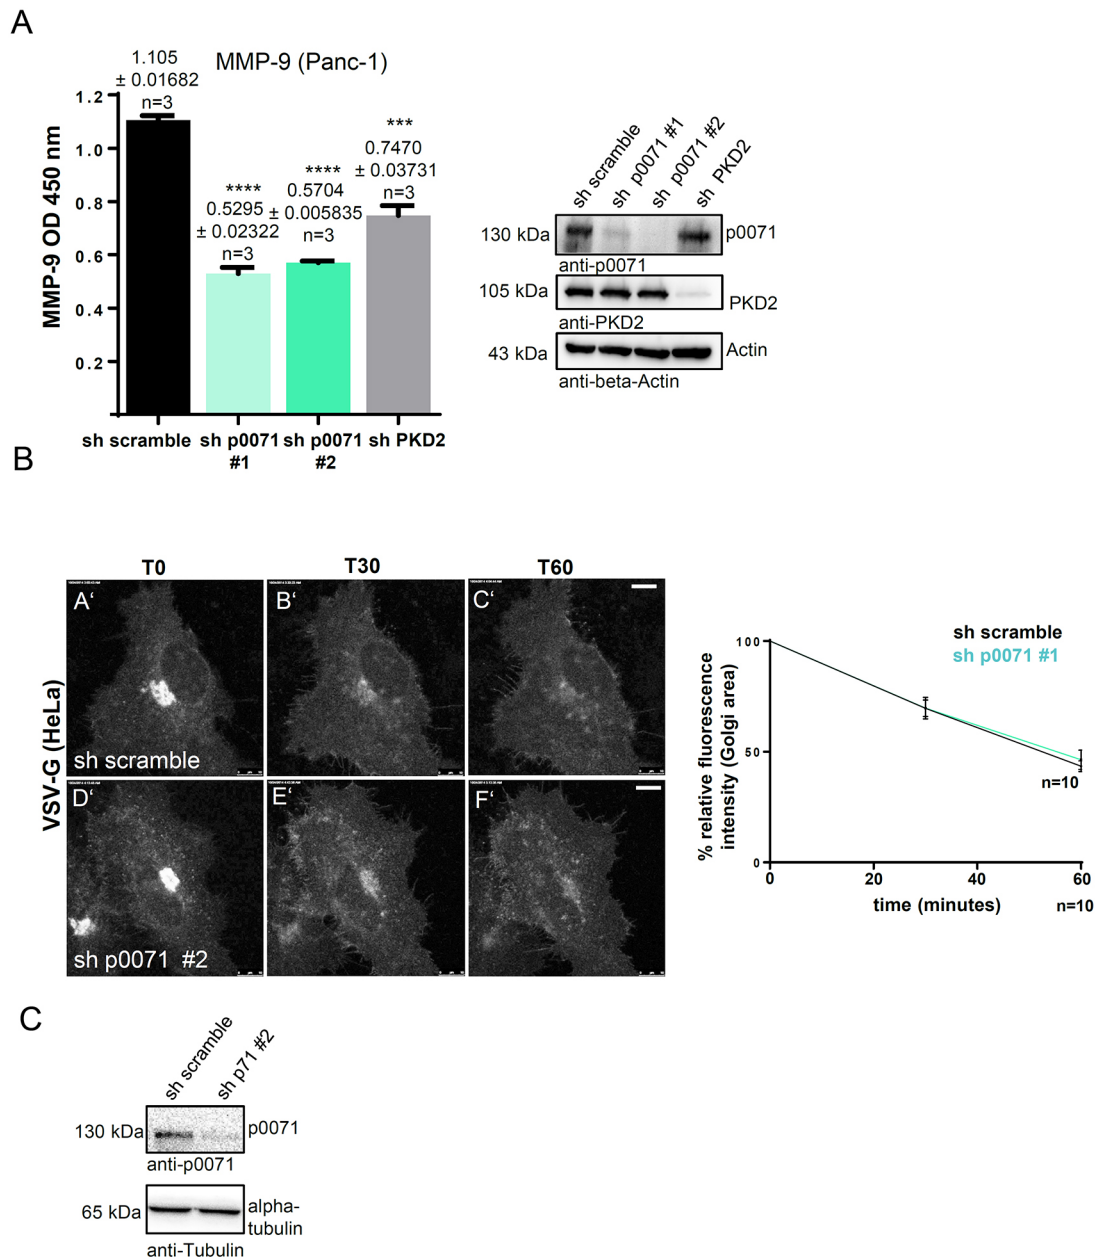 A
MMP-9 (Panc-1)
1.105
± 0.01682
n=3
****
0.5295
± 0.02322
n=3
****
0.5704
±
0.005835
n=3
***
0.7470
± 0.03731
n=3
MMP-9 OD 450 nm
1.2
1.0
0.8
0.6
0.4
0.2
sh scramble
sh p0071
#1
sh p0071
#2
sh PKD2
sh scramble
sh p0071 #1
sh p0071 #2
sh PKD2
130 kDa
p0071
anti-p0071
105 kDa
PKD2
anti-PKD2
43 kDa
Actin
anti-beta-Actin
B
T0
T30
T60
VSV-G (HeLa)
A‘
B‘
C‘
sh scramble
D‘
E‘
F‘
sh p0071 #2
% relative fluorescence
intensity (Golgi area)
100
50
0
sh scramble
sh p0071 #1
n=10
0
20
40
60
time (minutes)
n=10
C
sh scramble
sh p71 #2
130 kDa
p0071
anti-p0071
65 kDa
alpha-
tubulin
anti-Tubulin